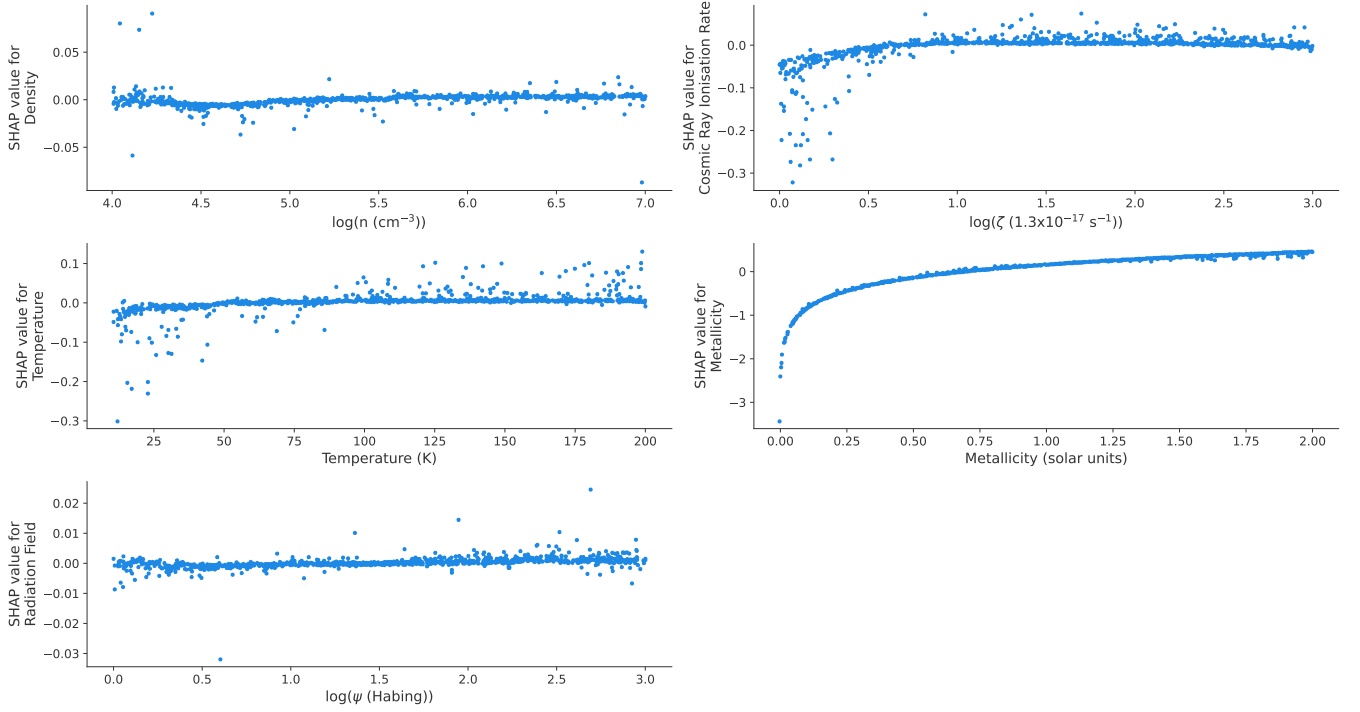 SHAP value for
Density
0.05
0.00
−0.05
4.0 4.5 5.0 5.5 6.0 6.5 7.0
log(n (cm⁻³))
SHAP value for
Cosmic Ray Ionisation Rate
0.0
−0.1
−0.2
−0.3
0.0 0.5 1.0 1.5 2.0 2.5 3.0
log(ζ (1.3x10⁻¹⁷ s⁻¹))
SHAP value for
Temperature
0.1
0.0
−0.1
−0.2
−0.3
25 50 75 100 125 150 175 200
Temperature (K)
SHAP value for
Metallicity
0
−1
−2
−3
0.00 0.25 0.50 0.75 1.00 1.25 1.50 1.75 2.00
Metallicity (solar units)
SHAP value for
Radiation Field
0.02
0.01
0.00
−0.01
−0.02
−0.03
0.0 0.5 1.0 1.5 2.0 2.5 3.0
log(ψ (Habing))